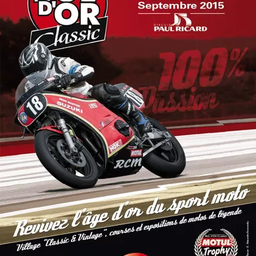 D'OR
Classic
Septembre 2015
PAUL RICARD
100%
Passion
18
SUZUKI
RCM
Revivez l'âge d'or du sport moto
Village "Classic & Vintage", courses et expositions de motos de légende
MOTUL
Trophy